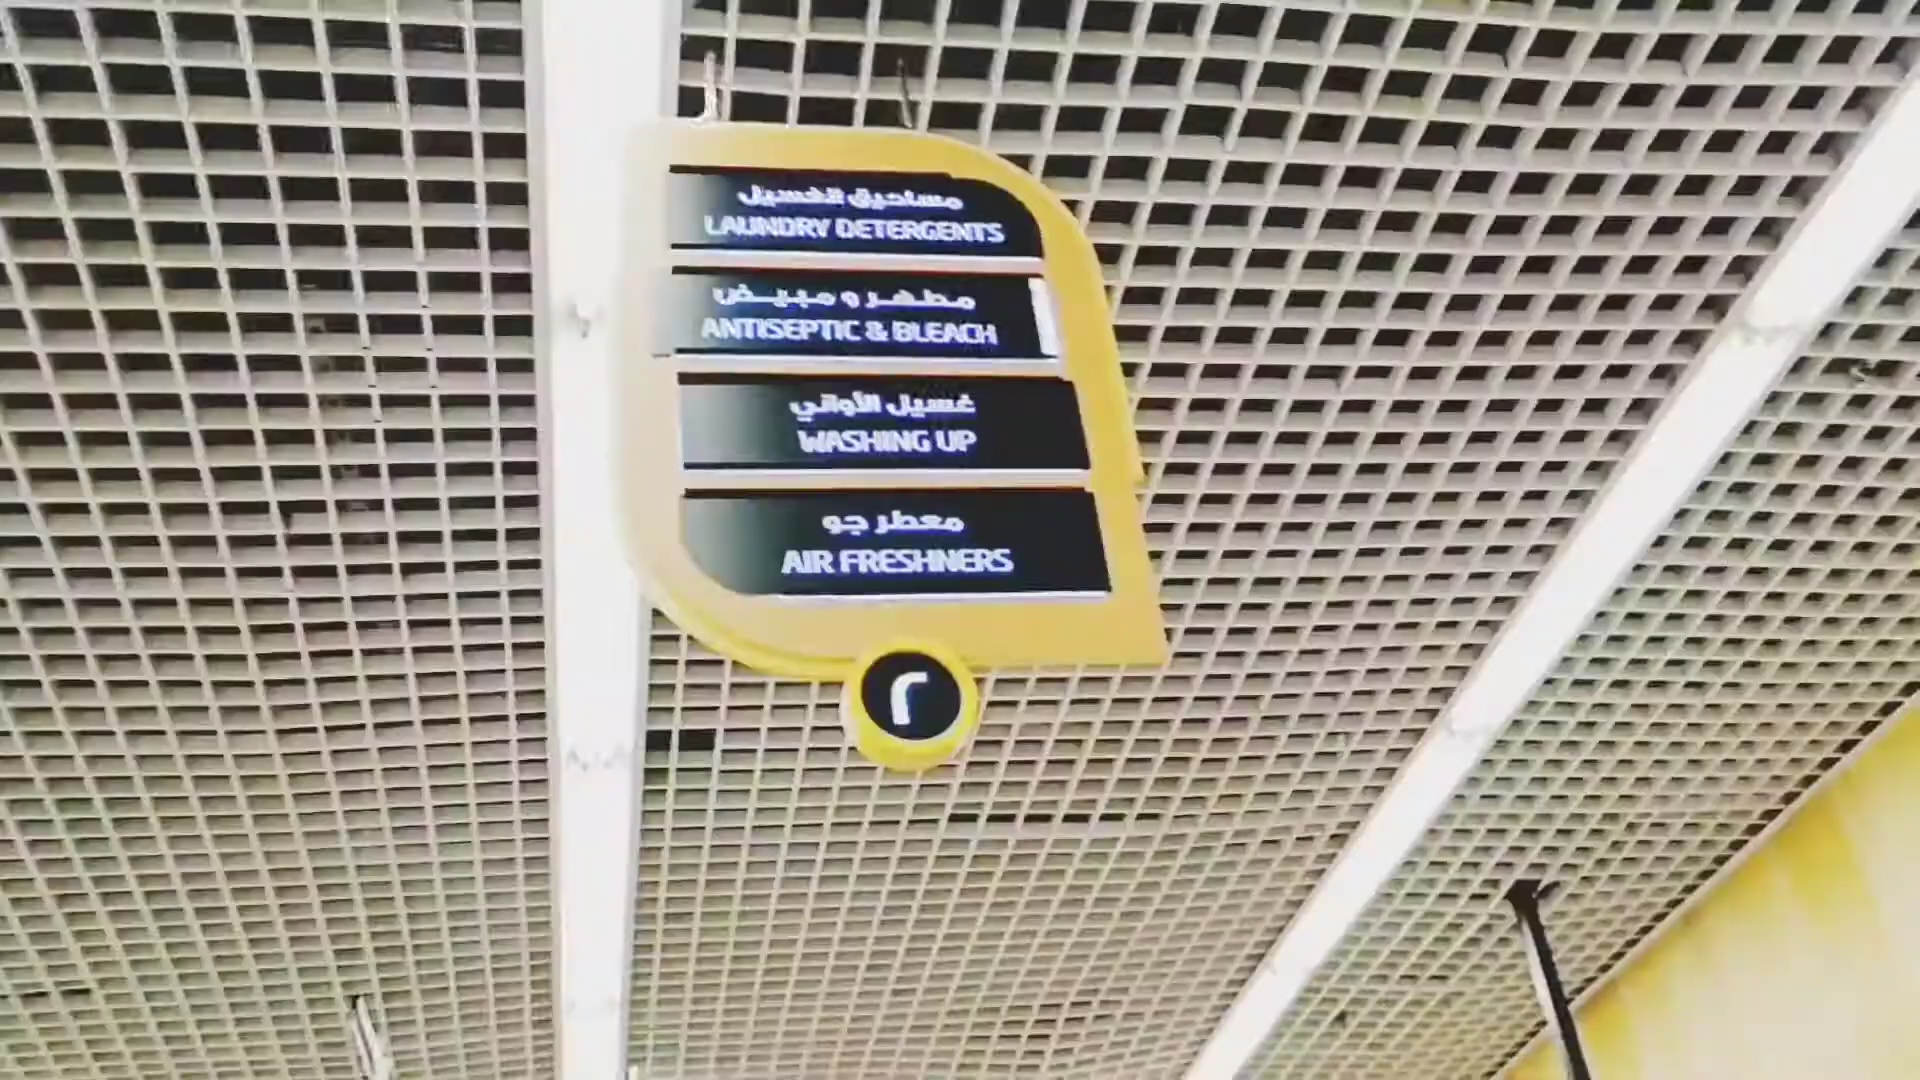 مساحيق الغسيل
LAUNDRY DETERGENTS
مطهر و مبيض
ANTISEPTIC & BLEACH
غسيل الأواني
WASHING UP
معطر جو
AIR FRESHNERS
٢